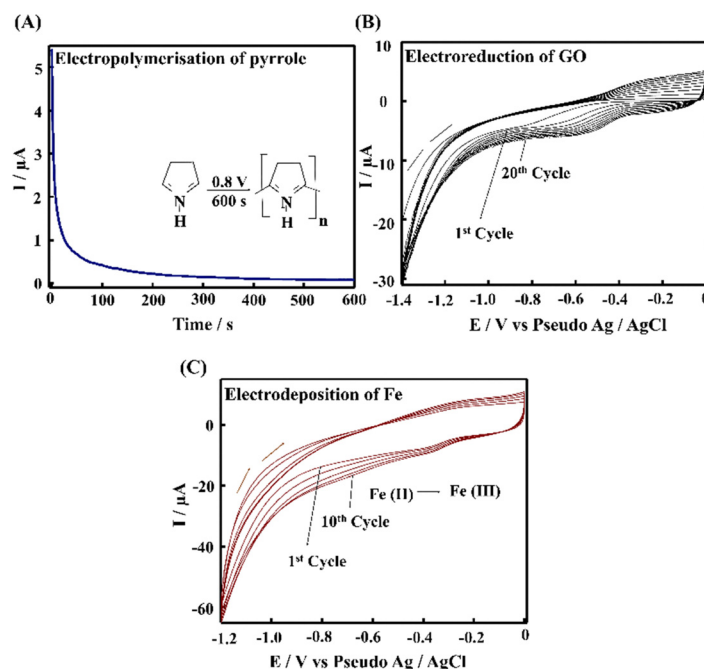 (A)
Electropolymerisation of pyrrole
I / µA
5
4
3
2
1
0
0.8 V
600 s
N
H
N
H
n
0 100 200 300 400 500 600
Time / s
(B)
Electroreduction of GO
I / µA
10
0
-10
-20
-30
20th Cycle
1st Cycle
-1.4 -1.2 -1.0 -0.8 -0.6 -0.4 -0.2 0
E / V vs Pseudo Ag / AgCl
(C)
Electrodeposition of Fe
I / µA
0
-20
-40
-60
Fe (II) Fe (III)
10th Cycle
1st Cycle
-1.2 -1.0 -0.8 -0.6 -0.4 -0.2 0
E / V vs Pseudo Ag / AgCl